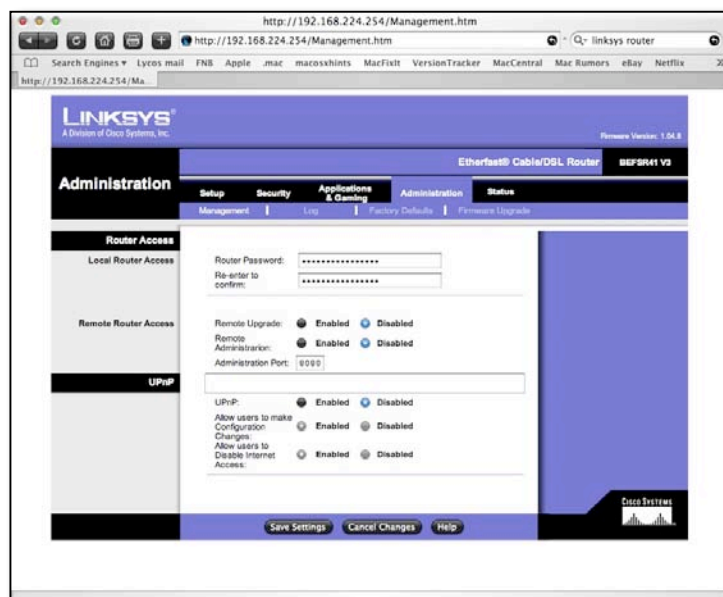 http://192.168.224.254/Management.htm
http://192.168.224.254/Management.htm
linksys router
Search Engines ▾ Lycos mail FNB Apple .mac macosxhints MacFixIt VersionTracker MacCentral Mac Rumors eBay Netflix
http://192.168.224.254/Ma...
LINKSYS®
A Division of Cisco Systems, Inc.
Firmware Version: 1.04.8
Etherfast® Cable/DSL Router BEFSR41 V3
Administration
Setup Security Applications & Gaming Administration Status
Management Log Factory Defaults Firmware Upgrade
Router Access
Local Router Access
Router Password:
Re-enter to
confirm:
Remote Router Access
Remote Upgrade: Enabled Disabled
Remote
Administrarion: Enabled Disabled
Administration Port: 8080
UPnP
UPnP: Enabled Disabled
Allow users to make
Configuration
Changes: Enabled Disabled
Allow users to
Disable Internet
Access: Enabled Disabled
CISCO SYSTEMS
Save Settings Cancel Changes Help